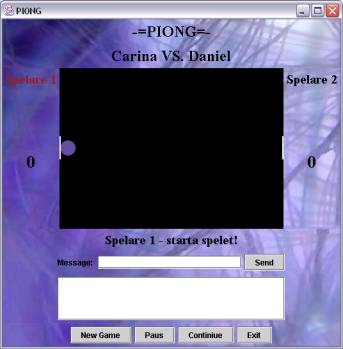 PIONG
-=PIONG=-
Carina VS. Daniel
Spelare 1
Spelare 2
0
0
Spelare 1 - starta spelet!
Message:
Send
New Game
Paus
Continiue
Exit